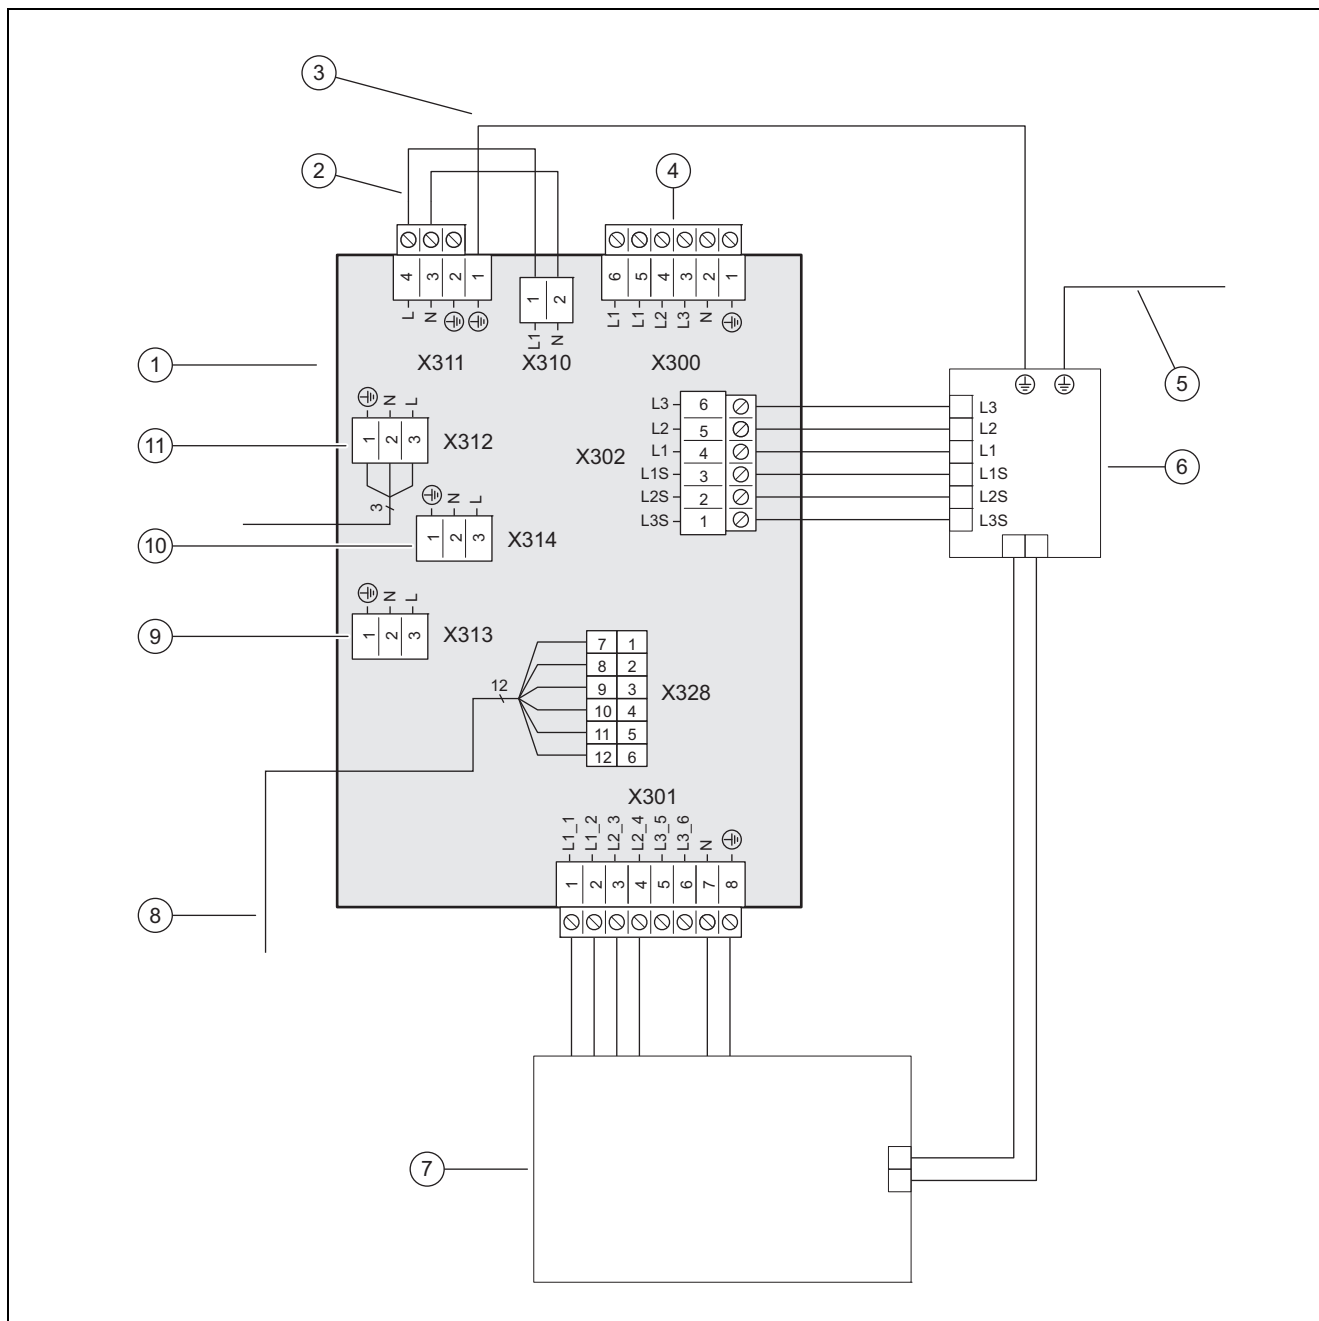 3
2
4
4 3 2 1
L N
X311
1 2
L1 N
X310
6 5 4 3 2 1
L1 L1 L2 L3 N
X300
1
5
L3 6
L2 5
L1 4
L1S 3
L2S 2
L3S 1
X302
L3
L2
L1
L1S
L2S
L3S
6
N L
1 2 3
X312
11
3
N L
1 2 3
X314
10
N L
1 2 3
X313
9
12
7 1
8 2
9 3
10 4
11 5
12 6
X328
X301
L1_1 L1_2 L2_3 L2_4 L3_5 L3_6 N
1 2 3 4 5 6 7 8
8
7